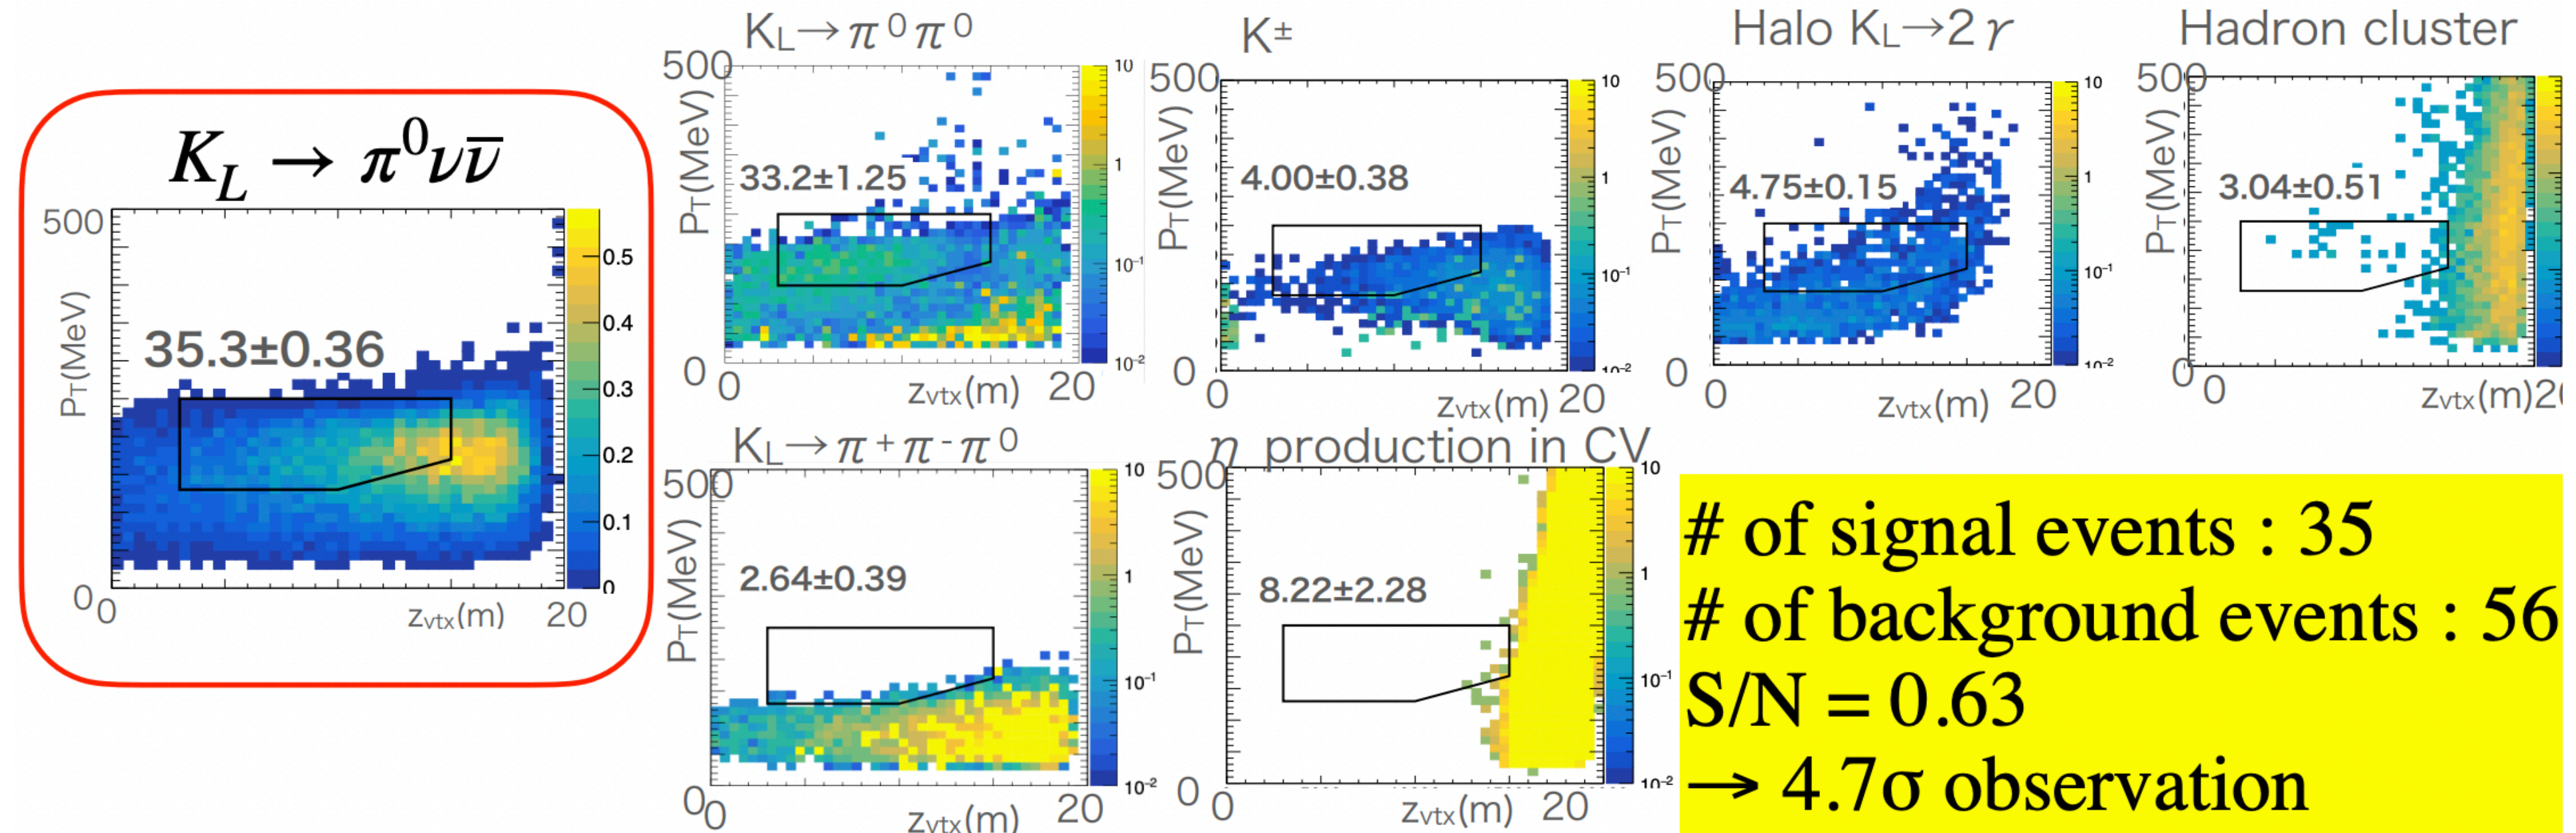 K_L → π⁰νν̅
500
35.3±0.36
P_T(MeV)
0
0
z_vtx(m)
20
0.5
0.4
0.3
0.2
0.1
0
K_L→π⁰π⁰
500
33.2±1.25
P_T(MeV)
0
0
z_vtx(m)
20
10
1
10⁻¹
10⁻²
K±
500
4.00±0.38
P_T(MeV)
0
0
z_vtx(m)
20
10
1
10⁻¹
10⁻²
Halo K_L→2γ
500
4.75±0.15
P_T(MeV)
0
0
z_vtx(m)
20
10
1
10⁻¹
10⁻²
Hadron cluster
500
3.04±0.51
P_T(MeV)
0
0
z_vtx(m)
K_L→π⁺π⁻π⁰
500
2.64±0.39
P_T(MeV)
0
0
z_vtx(m)
20
10
1
10⁻¹
10⁻²
η production in CV
500
8.22±2.28
P_T(MeV)
0
0
z_vtx(m)
20
10
1
10⁻¹
10⁻²
# of signal events : 35
# of background events : 56
S/N = 0.63
→ 4.7σ observation